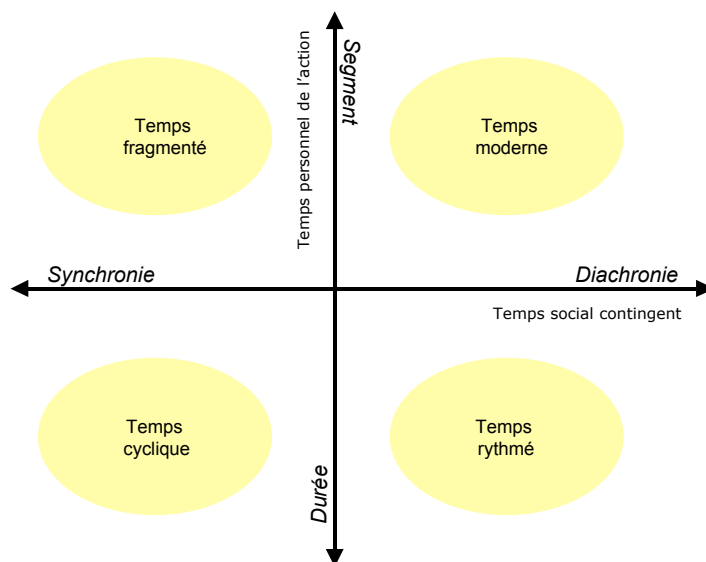 Segment
Temps personnel de l'action
Temps
fragmenté
Temps
moderne
Synchronie
Diachronie
Temps social contingent
Temps
cyclique
Temps
rythmé
Durée